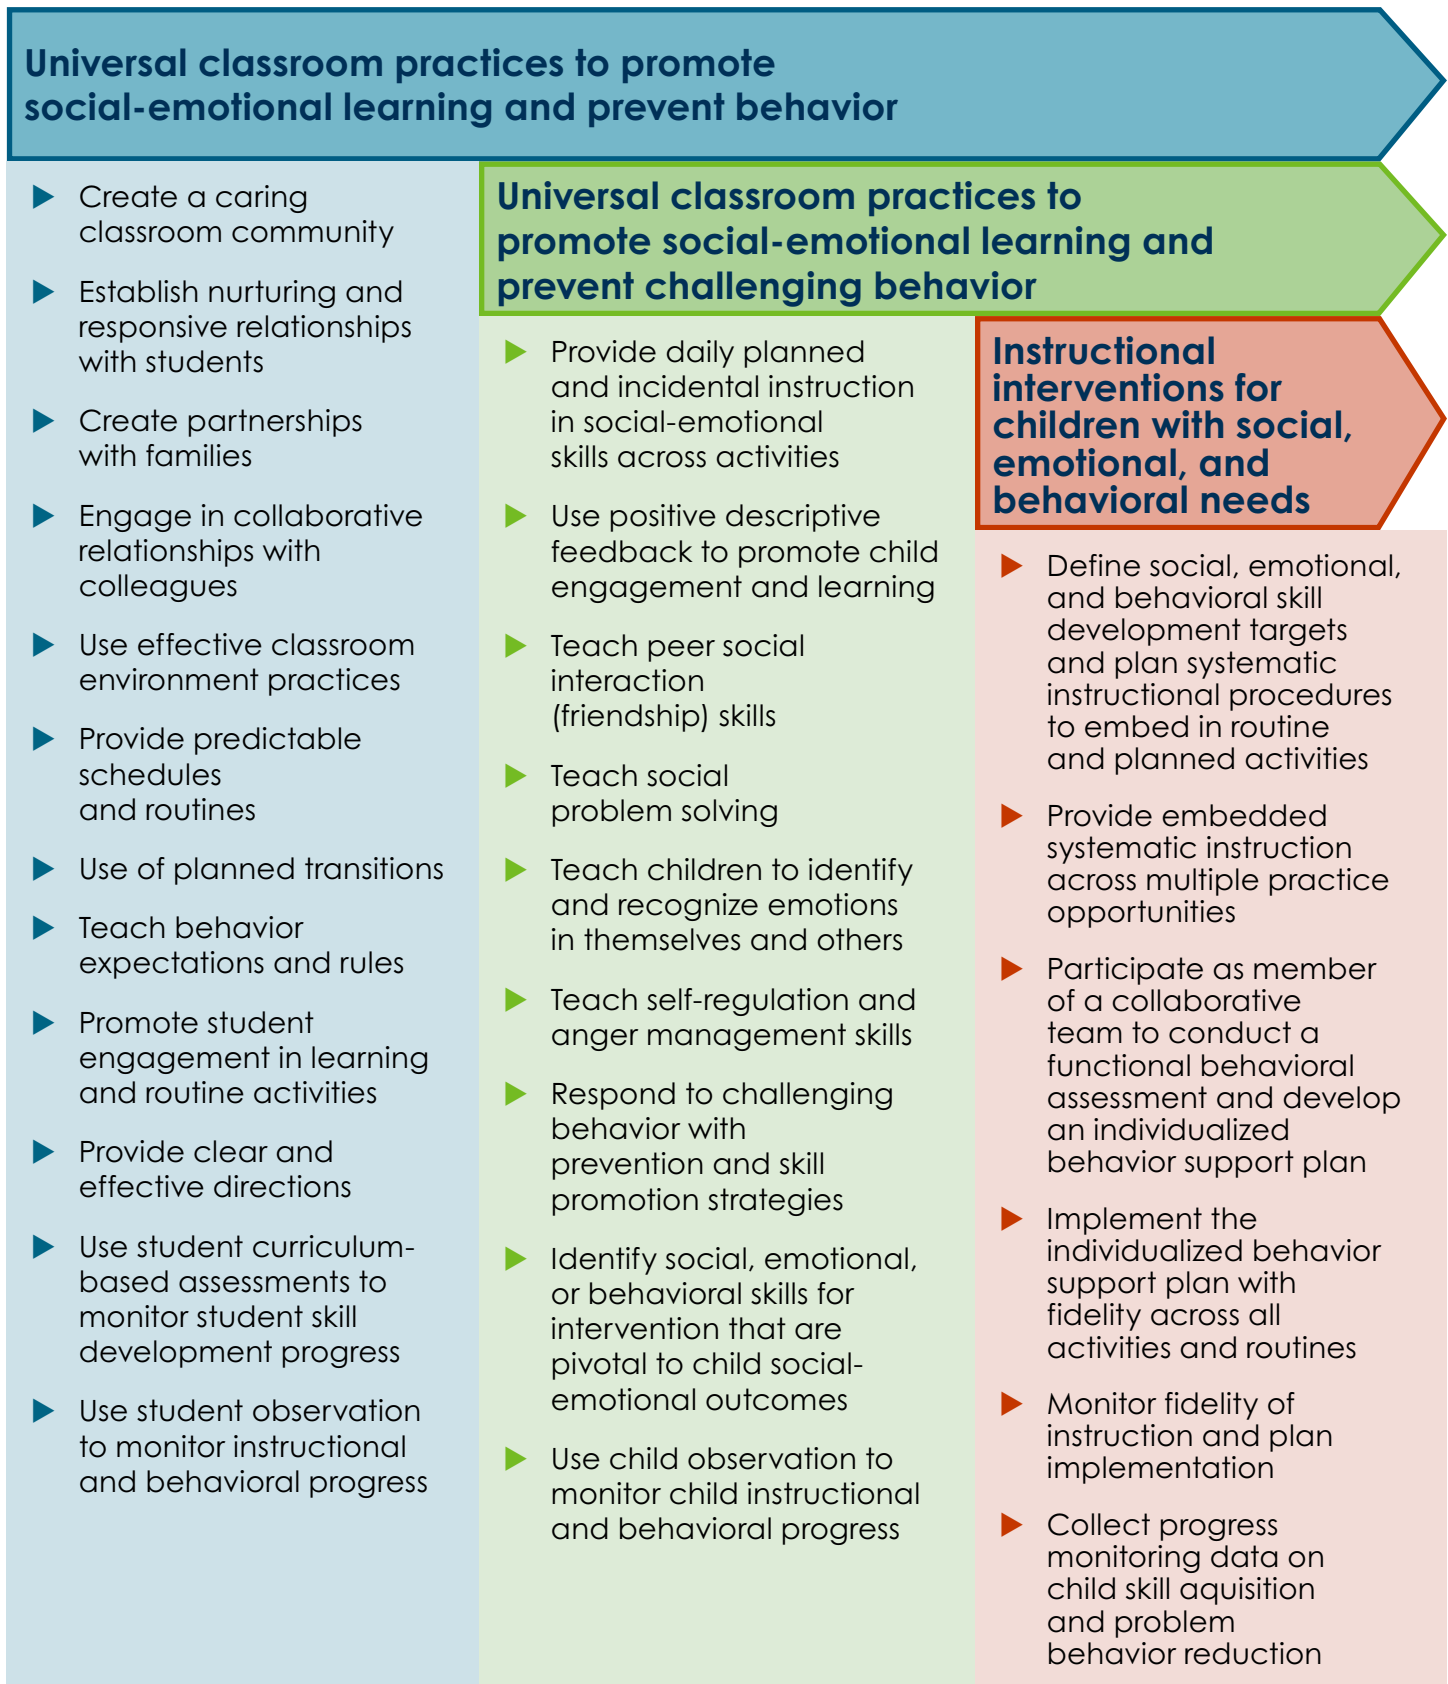 Universal classroom practices to promote
social-emotional learning and prevent behavior
Create a caring
classroom community
Establish nurturing and
responsive relationships
with students
Create partnerships
with families
Engage in collaborative
relationships with
colleagues
Use effective classroom
environment practices
Provide predictable
schedules
and routines
Use of planned transitions
Teach behavior
expectations and rules
Promote student
engagement in learning
and routine activities
Provide clear and
effective directions
Use student curriculum-
based assessments to
monitor student skill
development progress
Use student observation
to monitor instructional
and behavioral progress
Universal classroom practices to
promote social-emotional learning and
prevent challenging behavior
Provide daily planned
and incidental instruction
in social-emotional
skills across activities
Use positive descriptive
feedback to promote child
engagement and learning
Teach peer social
interaction
(friendship) skills
Teach social
problem solving
Teach children to identify
and recognize emotions
in themselves and others
Teach self-regulation and
anger management skills
Respond to challenging
behavior with
prevention and skill
promotion strategies
Identify social, emotional,
or behavioral skills for
intervention that are
pivotal to child social-
emotional outcomes
Use child observation to
monitor child instructional
and behavioral progress
Instructional
interventions for
children with social,
emotional, and
behavioral needs
Define social, emotional,
and behavioral skill
development targets
and plan systematic
instructional procedures
to embed in routine
and planned activities
Provide embedded
systematic instruction
across multiple practice
opportunities
Participate as member
of a collaborative
team to conduct a
functional behavioral
assessment and develop
an individualized
behavior support plan
Implement the
individualized behavior
support plan with
fidelity across all
activities and routines
Monitor fidelity of
instruction and plan
implementation
Collect progress
monitoring data on
child skill aquisition
and problem
behavior reduction